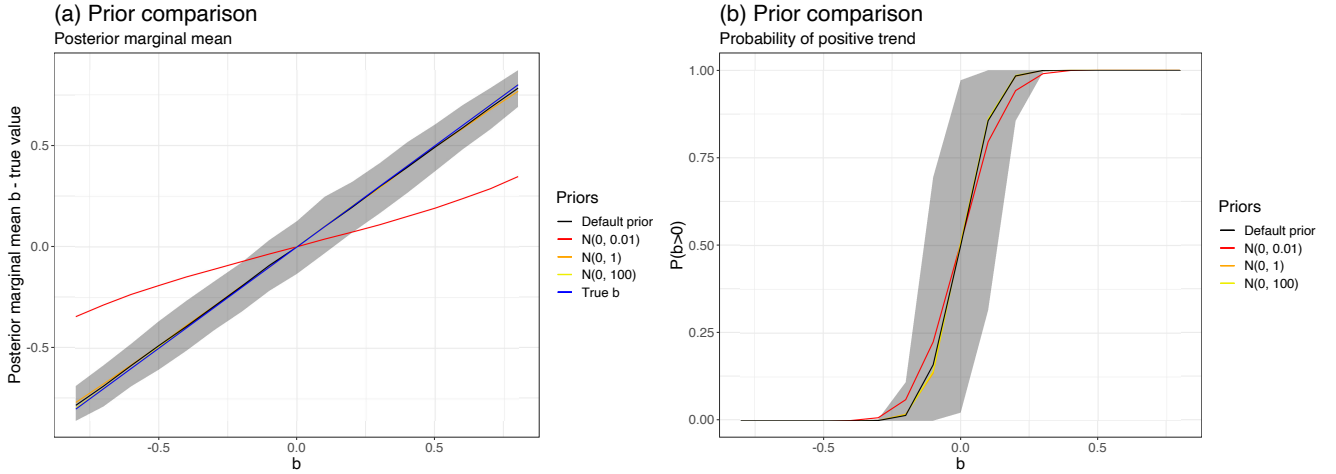 (a) Prior comparison
Posterior marginal mean
Posterior marginal mean b - true value
0.5
0.0
-0.5
-0.5
0.0
0.5
b
Priors
Default prior
N(0, 0.01)
N(0, 1)
N(0, 100)
True b
(b) Prior comparison
Probability of positive trend
P(b>0)
1.00
0.75
0.50
0.25
0.00
-0.5
0.0
0.5
b
Priors
Default prior
N(0, 0.01)
N(0, 1)
N(0, 100)